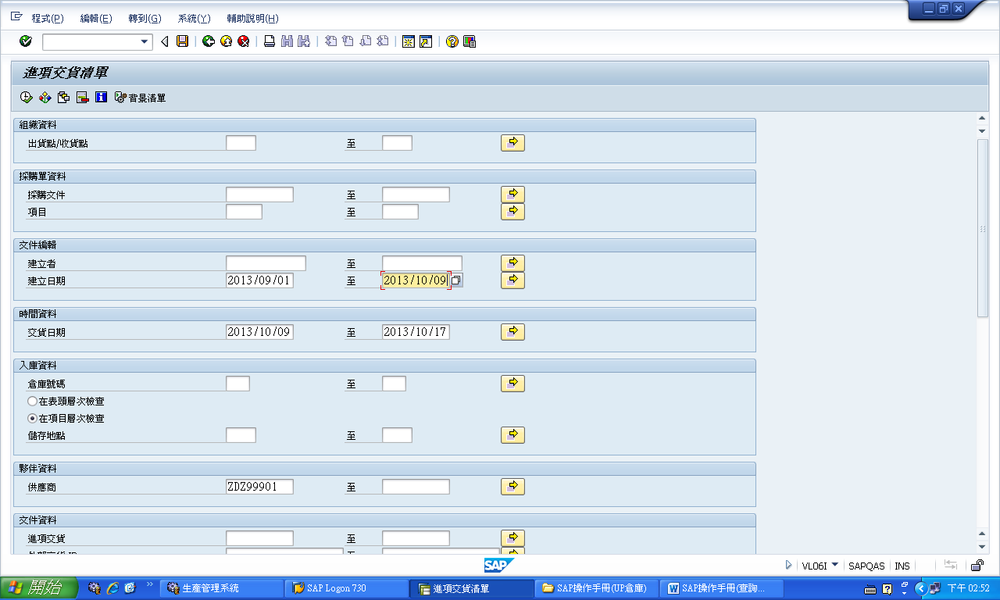 程式(P) 編輯(E) 轉到(G) 系統(Y) 輔助說明(H)
進項交貨清單
背景清單
組織資料
出貨點/收貨點 至
採購單資料
採購文件 至
項目 至
文件編輯
建立者 至
建立日期 2013/09/01 至 2013/10/09
時間資料
交貨日期 2013/10/09 至 2013/10/17
入庫資料
倉庫號碼 至
在表頭層次檢查
在項目層次檢查
儲存地點 至
夥件資料
供應商 ZDZ99901 至
文件資料
進項交貨 至
外部交貨 ID 至
SAP VL06I SAPQAS INS
開始 生產管理系統 SAP Logon 730 進項交貨清單 SAP操作手冊(UP倉庫) SAP操作手冊(查詢... 下午 02:52